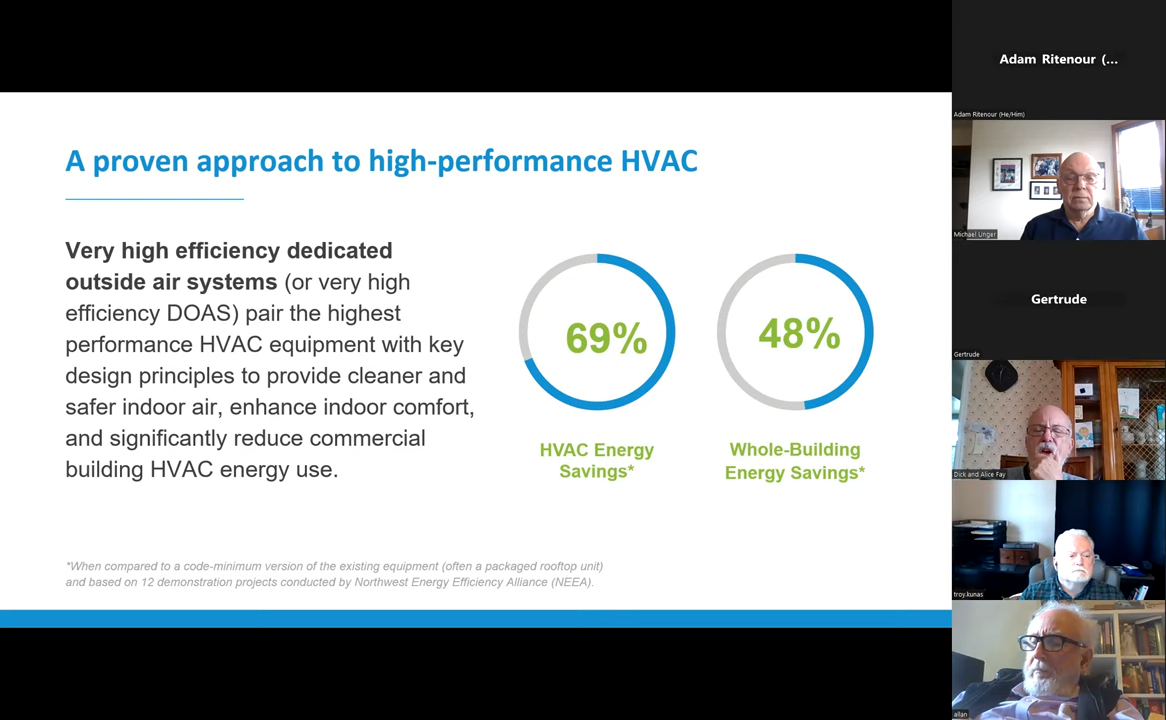 A proven approach to high-performance HVAC
Very high efficiency dedicated
outside air systems (or very high
efficiency DOAS) pair the highest
performance HVAC equipment with key
design principles to provide cleaner and
safer indoor air, enhance indoor comfort,
and significantly reduce commercial
building HVAC energy use.
69%
HVAC Energy
Savings*
48%
Whole-Building
Energy Savings*
*When compared to a code-minimum version of the existing equipment (often a packaged rooftop unit)
and based on 12 demonstration projects conducted by Northwest Energy Efficiency Alliance (NEEA).
Adam Ritenour (...
Adam Ritenour (He/Him)
Michael Unger
Gertrude
Gertrude
Dick and Alice Fay
troy.kunas
allan